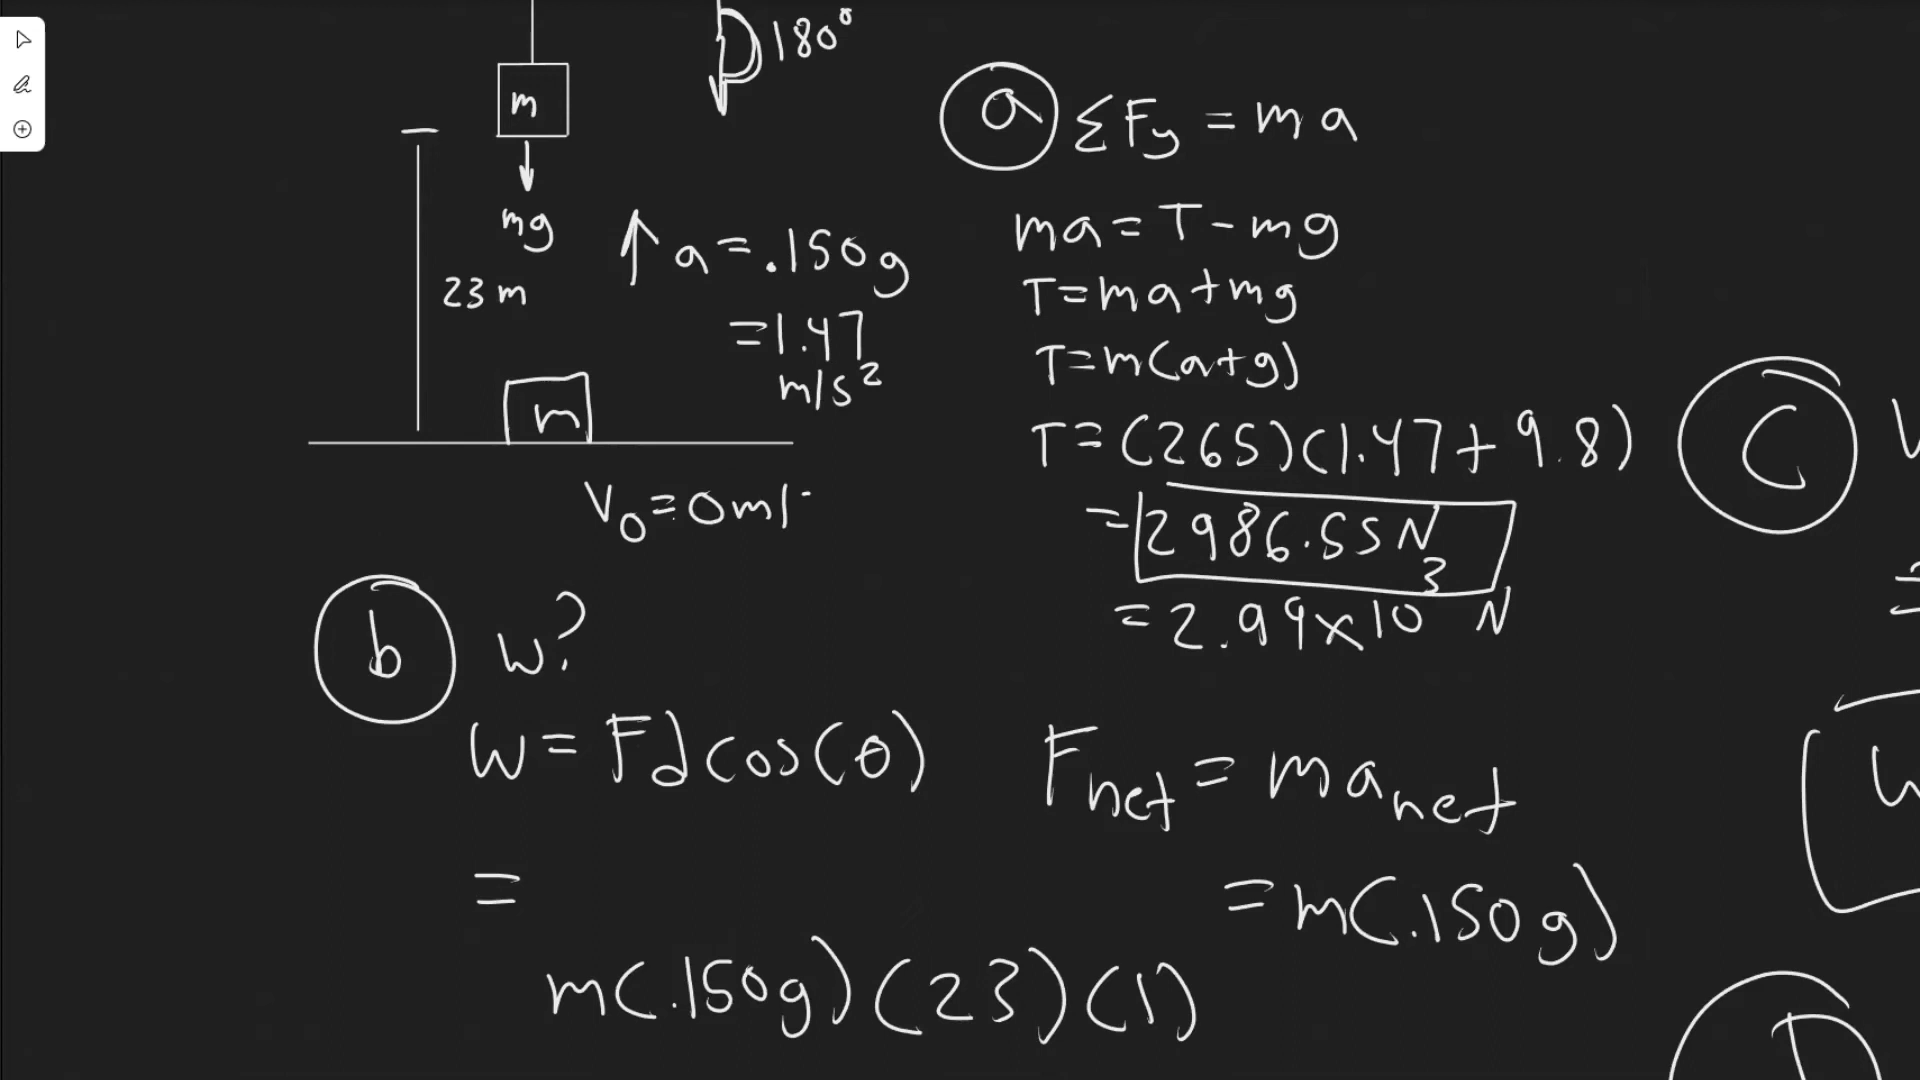 180°
m
mg
23 m
a = .150g
= 1.47
m/s²
m
V₀ = 0 m/
a ΣFy = ma
ma = T - mg
T = ma + mg
T = m(a+g)
T = (265)(1.47 + 9.8)
= 2986.55 N
= 2.99 x 10³ N
b w?
W = Fd cos(θ)
=
m(.150g)(23)(1)
Fnet = m anet
= m(.150g)
C